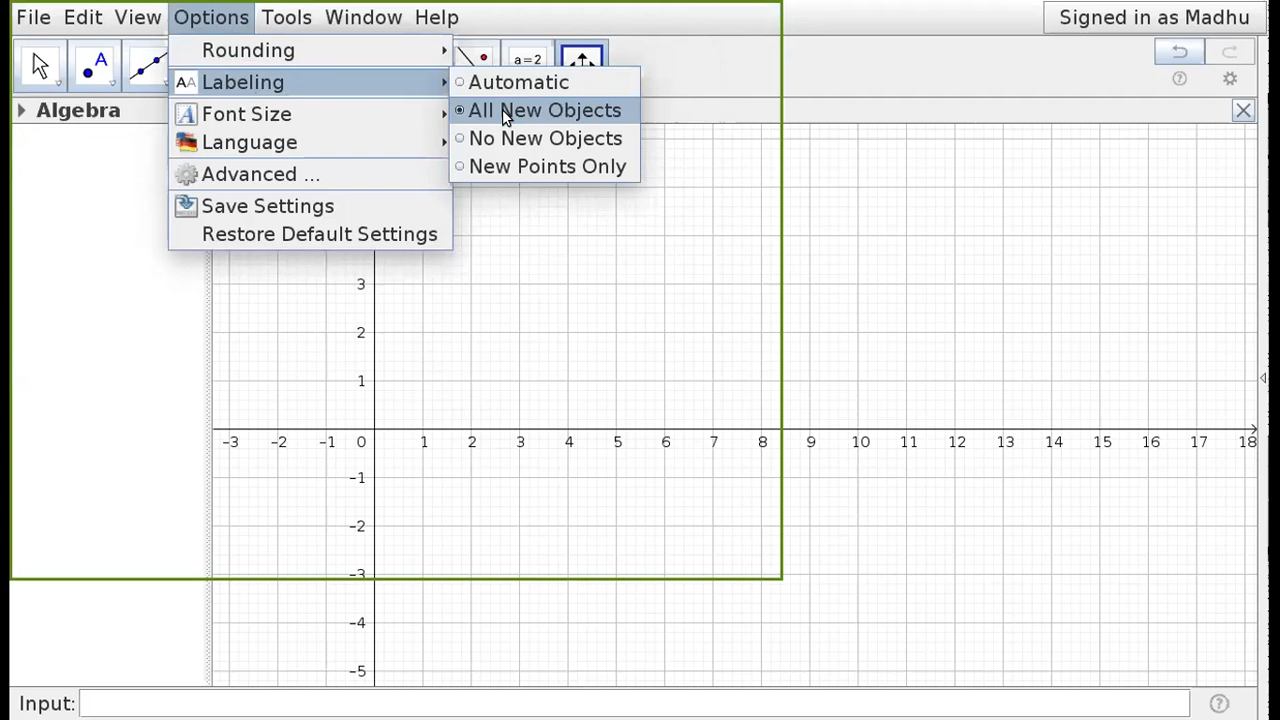 File Edit View Options Tools Window Help Signed in as Madhu
A a=2
Rounding
AA Labeling
A Font Size
Language
Advanced ...
Save Settings
Restore Default Settings
Automatic
All New Objects
No New Objects
New Points Only
Algebra
3
2
1
-3 -2 -1 0 1 2 3 4 5 6 7 8 9 10 11 12 13 14 15 16 17 18
-1
-2
-3
-4
-5
Input: